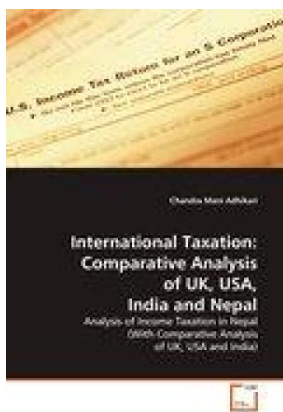 U.S. Income Tax Return for an S Corporation
Chandra Mani Adhikari
International Taxation:
Comparative Analysis
of UK, USA,
India and Nepal
Analysis of Income Taxation in Nepal
(With Comparative Analysis
of UK, USA and India)